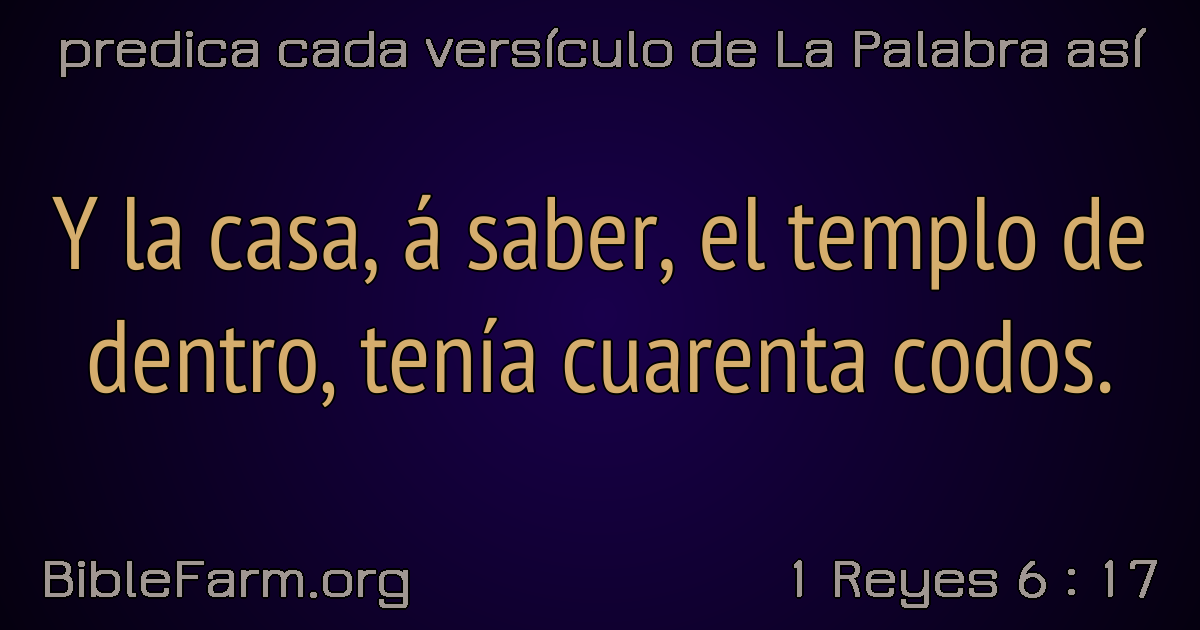 predica cada versículo de La Palabra así
Y la casa, á saber, el templo de
dentro, tenía cuarenta codos.
BibleFarm.org
1 Reyes 6 : 17